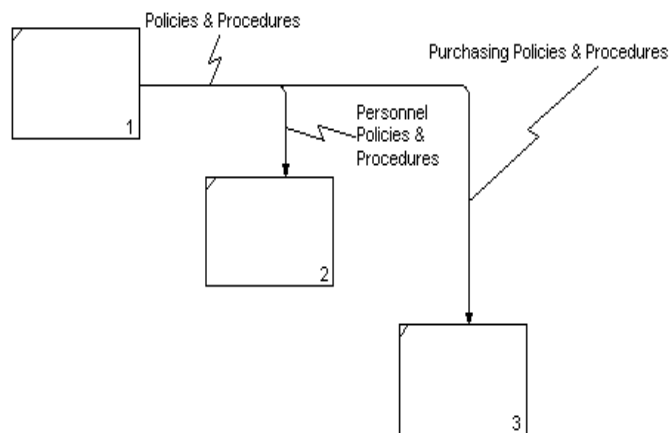 Policies & Procedures
Purchasing Policies & Procedures
1
Personnel
Policies &
Procedures
2
3